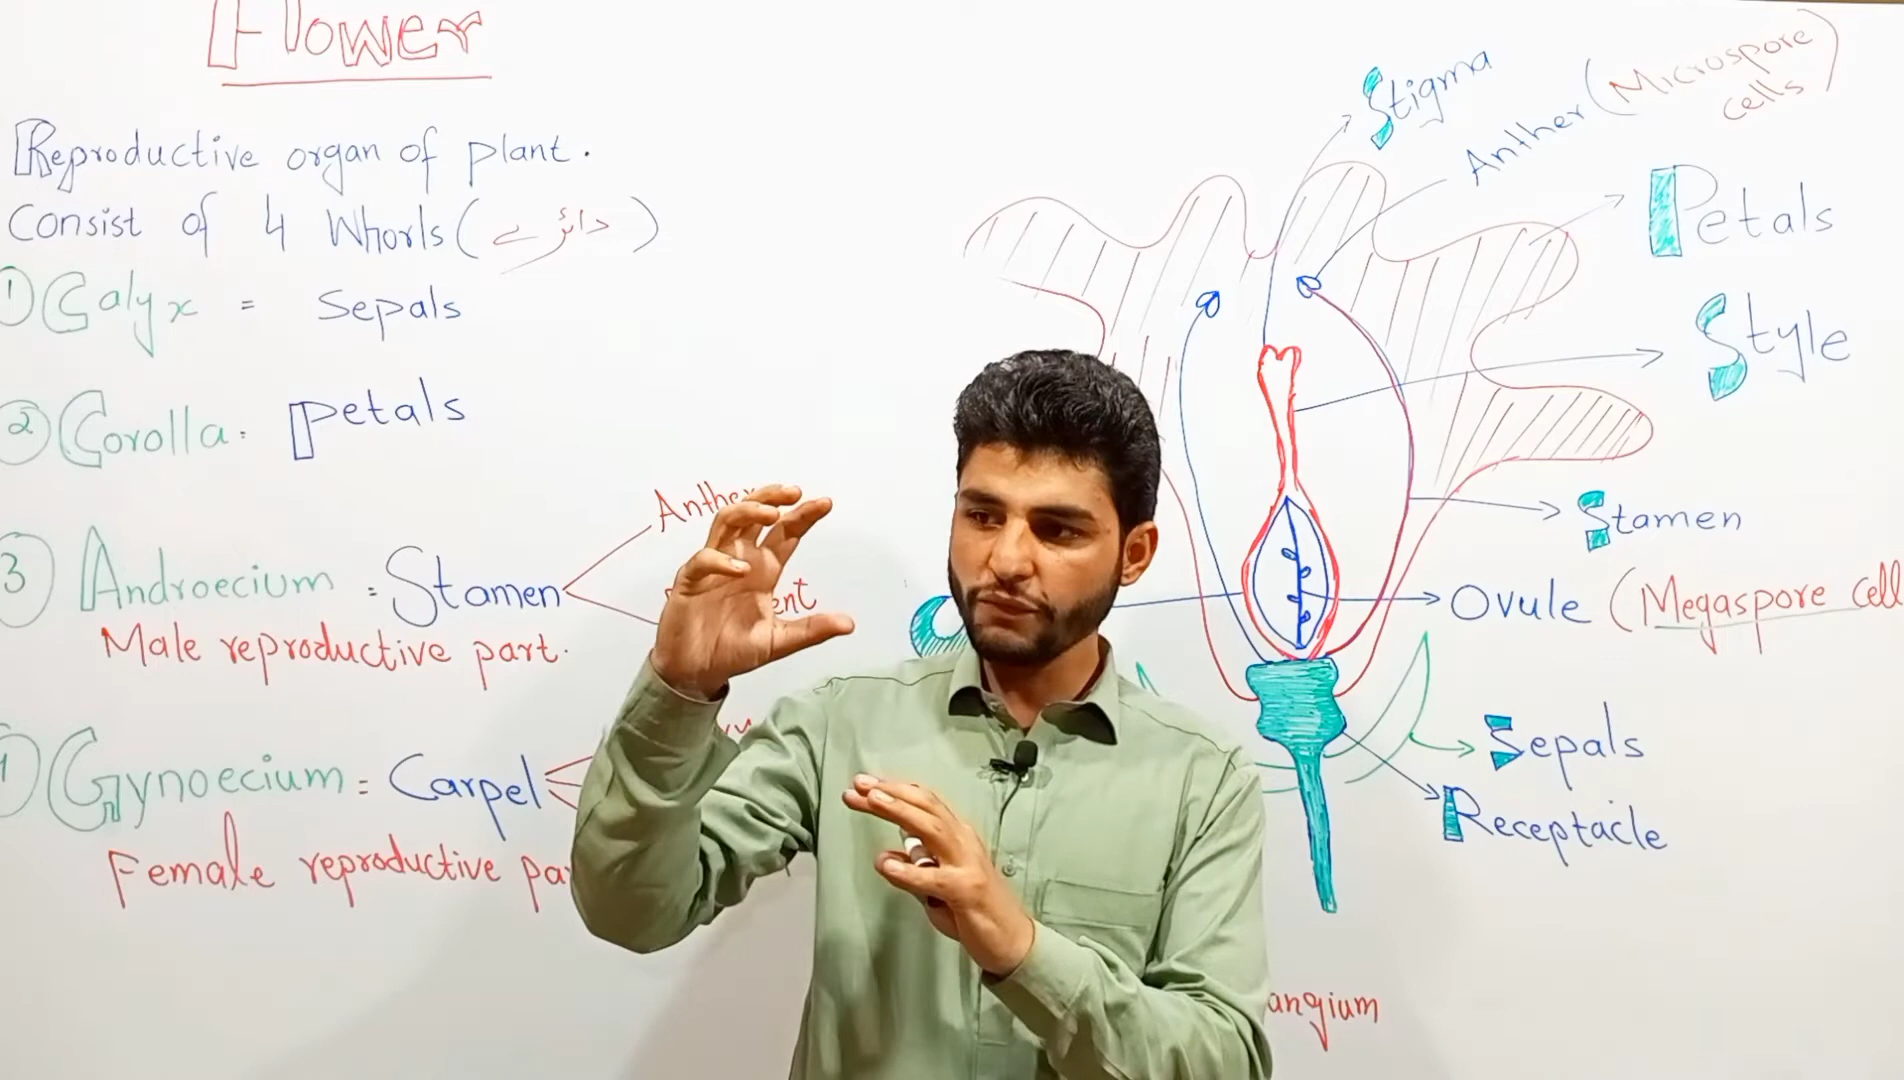 Flower
Reproductive organ of plant.
Consist of 4 Whorls (دائرے)
① Calyx = Sepals
② Corolla = Petals
3 Androecium = Stamen
Anther
Male reproductive part.
Gynoecium = Carpel
Female reproductive
Stigma
Anther (Microspore cells)
Petals
Style
Stamen
Ovule (Megaspore cell
Sepals
Receptacle